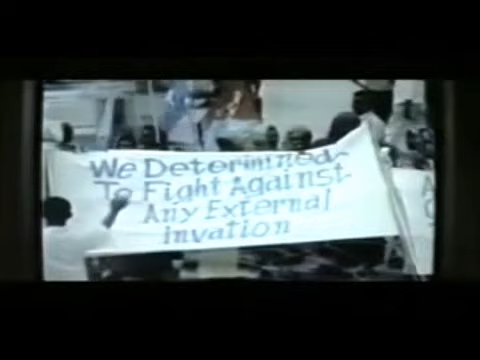 We Determined
To Fight Against
Any External
invation